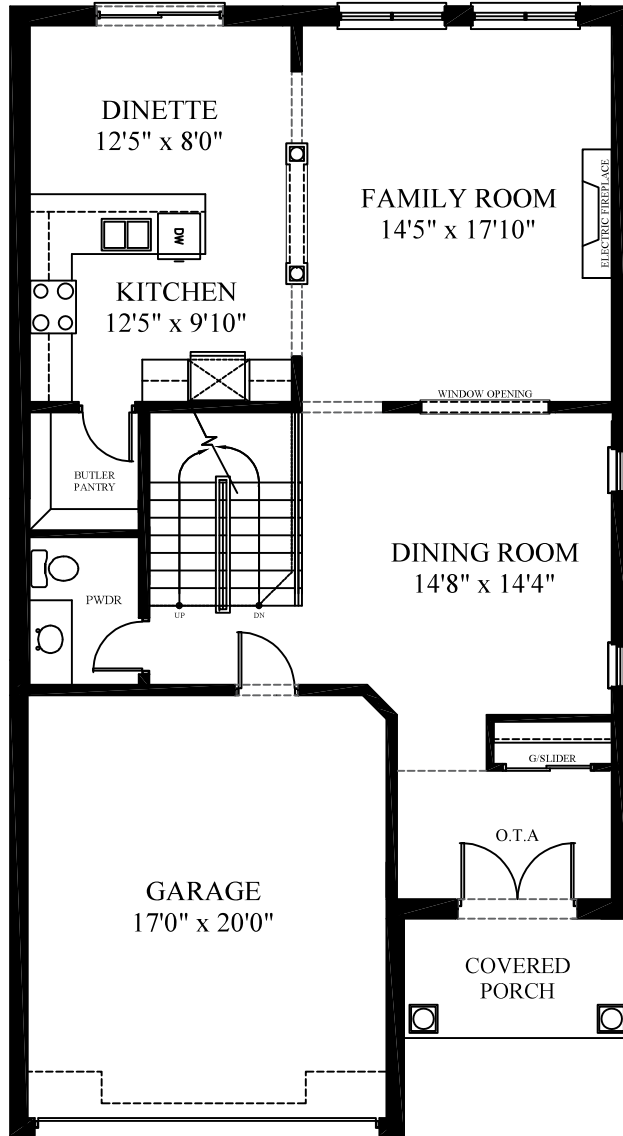 DINETTE
12'5" x 8'0"
FAMILY ROOM
14'5" x 17'10"
ELECTRIC FIREPLACE
DW
KITCHEN
12'5" x 9'10"
WINDOW OPENING
BUTLER
PANTRY
DINING ROOM
14'8" x 14'4"
PWDR
UP
DN
G/SLIDER
O.T.A
GARAGE
17'0" x 20'0"
COVERED
PORCH